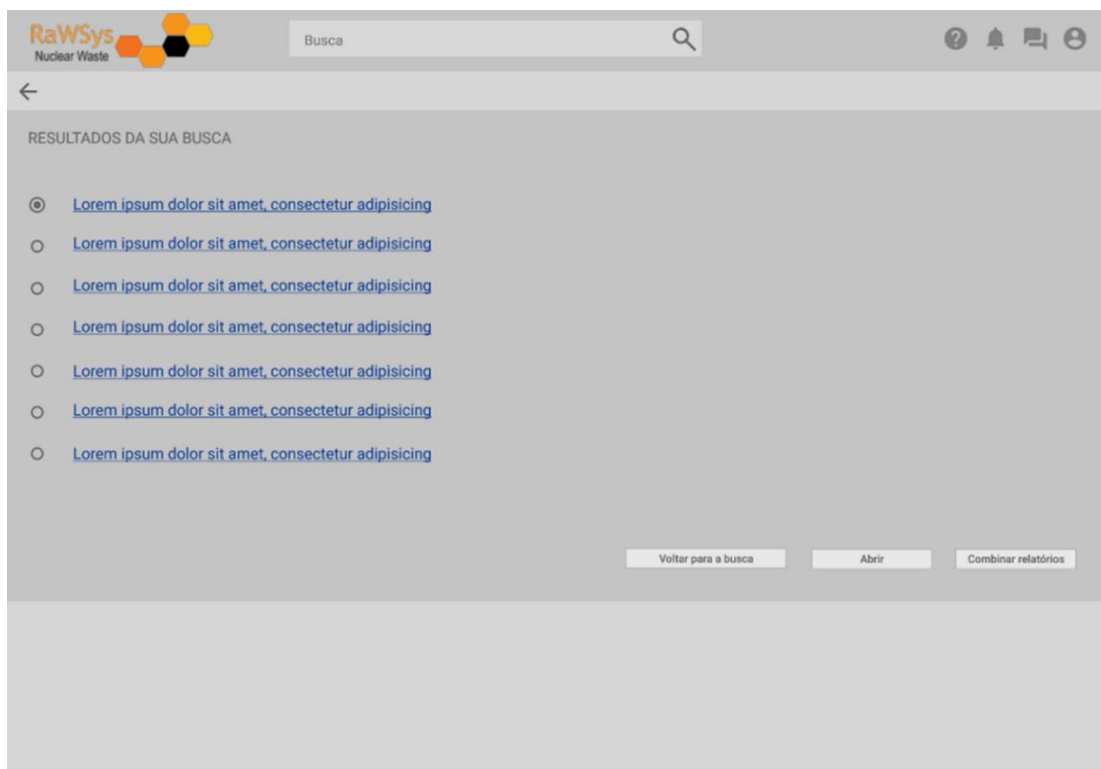 RaWSys
Nuclear Waste
Busca
RESULTADOS DA SUA BUSCA
Lorem ipsum dolor sit amet, consectetur adipisicing
Lorem ipsum dolor sit amet, consectetur adipisicing
Lorem ipsum dolor sit amet, consectetur adipisicing
Lorem ipsum dolor sit amet, consectetur adipisicing
Lorem ipsum dolor sit amet, consectetur adipisicing
Lorem ipsum dolor sit amet, consectetur adipisicing
Lorem ipsum dolor sit amet, consectetur adipisicing
Voltar para a busca Abrir Combinar relatórios